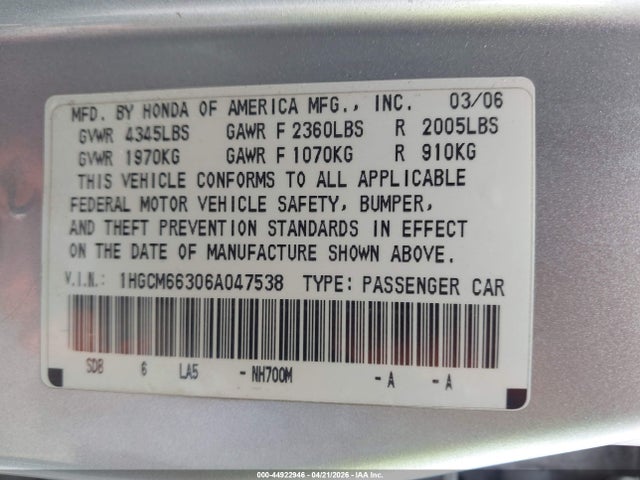 MFD. BY HONDA OF AMERICA MFG., INC. 03/06
GVWR 4345LBS GAWR F 2360LBS R 2005LBS
GVWR 1970KG GAWR F 1070KG R 910KG
THIS VEHICLE CONFORMS TO ALL APPLICABLE
FEDERAL MOTOR VEHICLE SAFETY, BUMPER,
AND THEFT PREVENTION STANDARDS IN EFFECT
ON THE DATE OF MANUFACTURE SHOWN ABOVE.
V.I.N.: 1HGCM66306A047538 TYPE: PASSENGER CAR
SDB 6 LA5 - NH700M - A - A
000-44922946 - 04/21/2026 - IAA Inc.